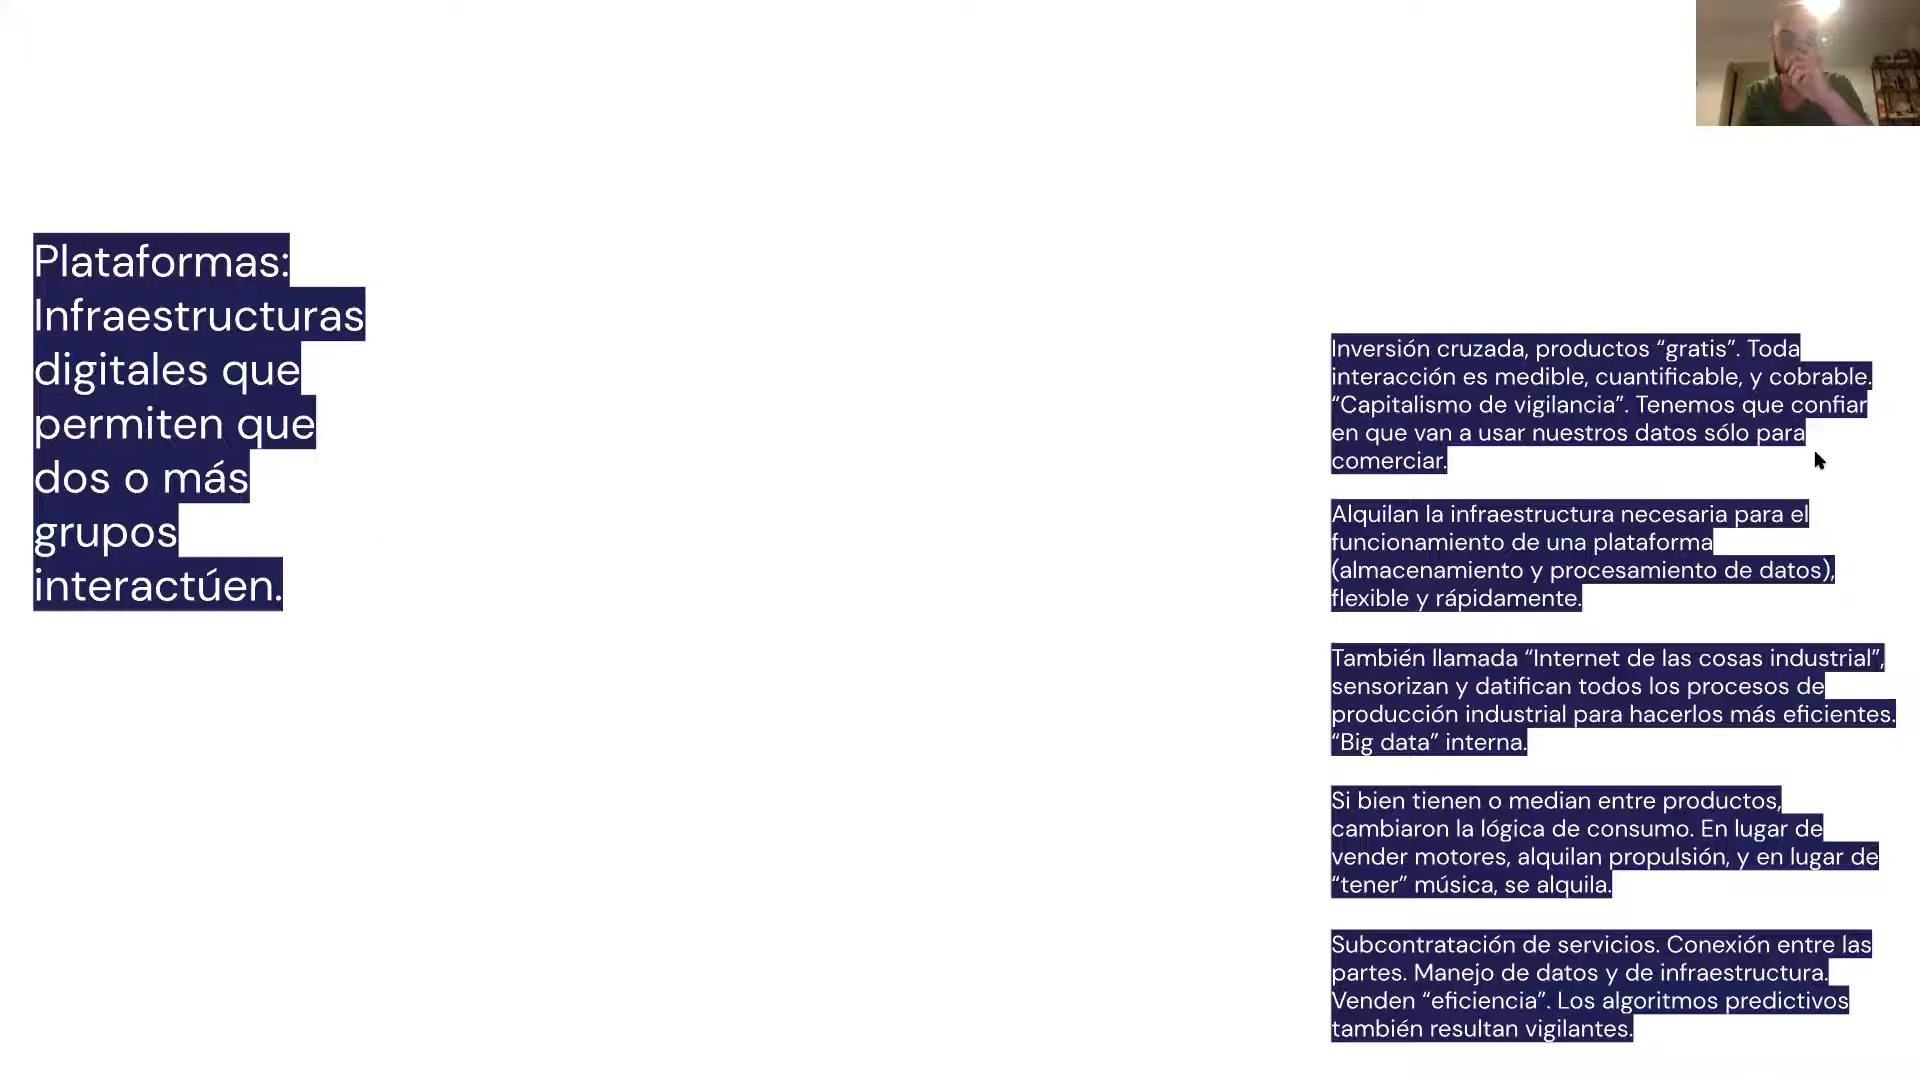 Plataformas:
Infraestructuras
digitales que
permiten que
dos o más
grupos
interactúen.
Inversión cruzada, productos “gratis”. Toda
interacción es medible, cuantificable, y cobrable.
“Capitalismo de vigilancia”. Tenemos que confiar
en que van a usar nuestros datos sólo para
comerciar.
Alquilan la infraestructura necesaria para el
funcionamiento de una plataforma
(almacenamiento y procesamiento de datos),
flexible y rápidamente.
También llamada “Internet de las cosas industrial”,
sensorizan y datifican todos los procesos de
producción industrial para hacerlos más eficientes.
“Big data” interna.
Si bien tienen o median entre productos,
cambiaron la lógica de consumo. En lugar de
vender motores, alquilan propulsión, y en lugar de
“tener” música, se alquila.
Subcontratación de servicios. Conexión entre las
partes. Manejo de datos y de infraestructura.
Venden “eficiencia”. Los algoritmos predictivos
también resultan vigilantes.